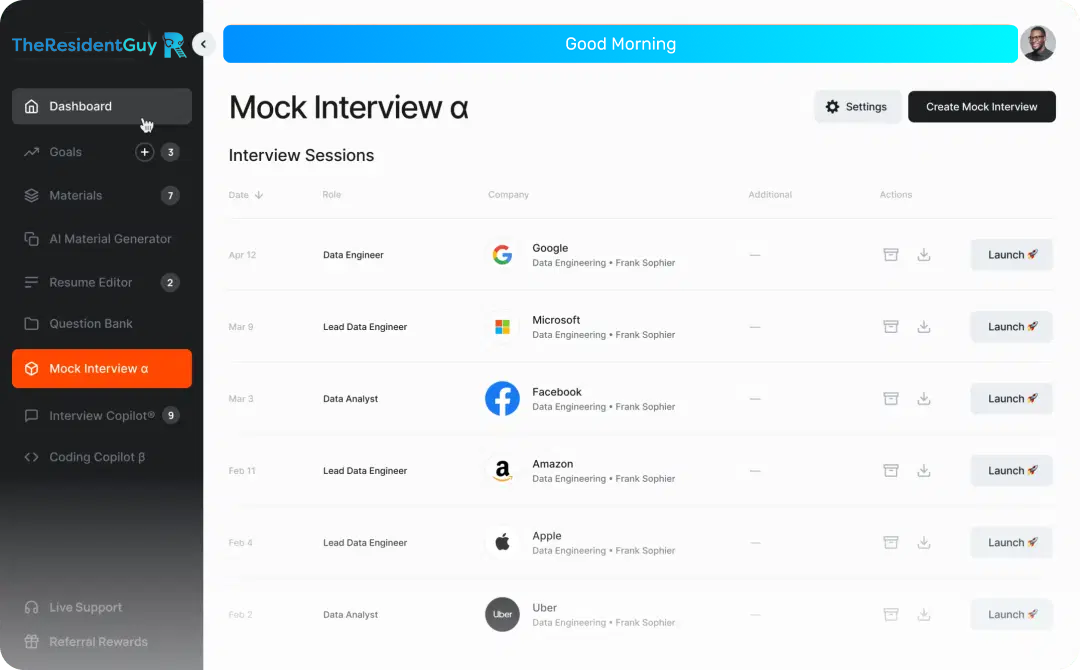 TheResidentGuy
Good Morning
Dashboard
Goals + 3
Materials 7
AI Material Generator
Resume Editor 2
Question Bank
Mock Interview α
Interview Copilot® 9
Coding Copilot β
Live Support
Referral Rewards
Mock Interview α
Settings
Create Mock Interview
Interview Sessions
Date Role Company Additional Actions
Apr 12 Data Engineer Google — Launch 🚀
Data Engineering • Frank Sophier
Mar 9 Lead Data Engineer Microsoft — Launch 🚀
Data Engineering • Frank Sophier
Mar 3 Data Analyst Facebook — Launch 🚀
Data Engineering • Frank Sophier
Feb 11 Lead Data Engineer Amazon — Launch 🚀
Data Engineering • Frank Sophier
Feb 4 Lead Data Engineer Apple — Launch 🚀
Data Engineering • Frank Sophier
Feb 2 Data Analyst Uber Uber — Launch 🚀
Data Engineering • Frank Sophier